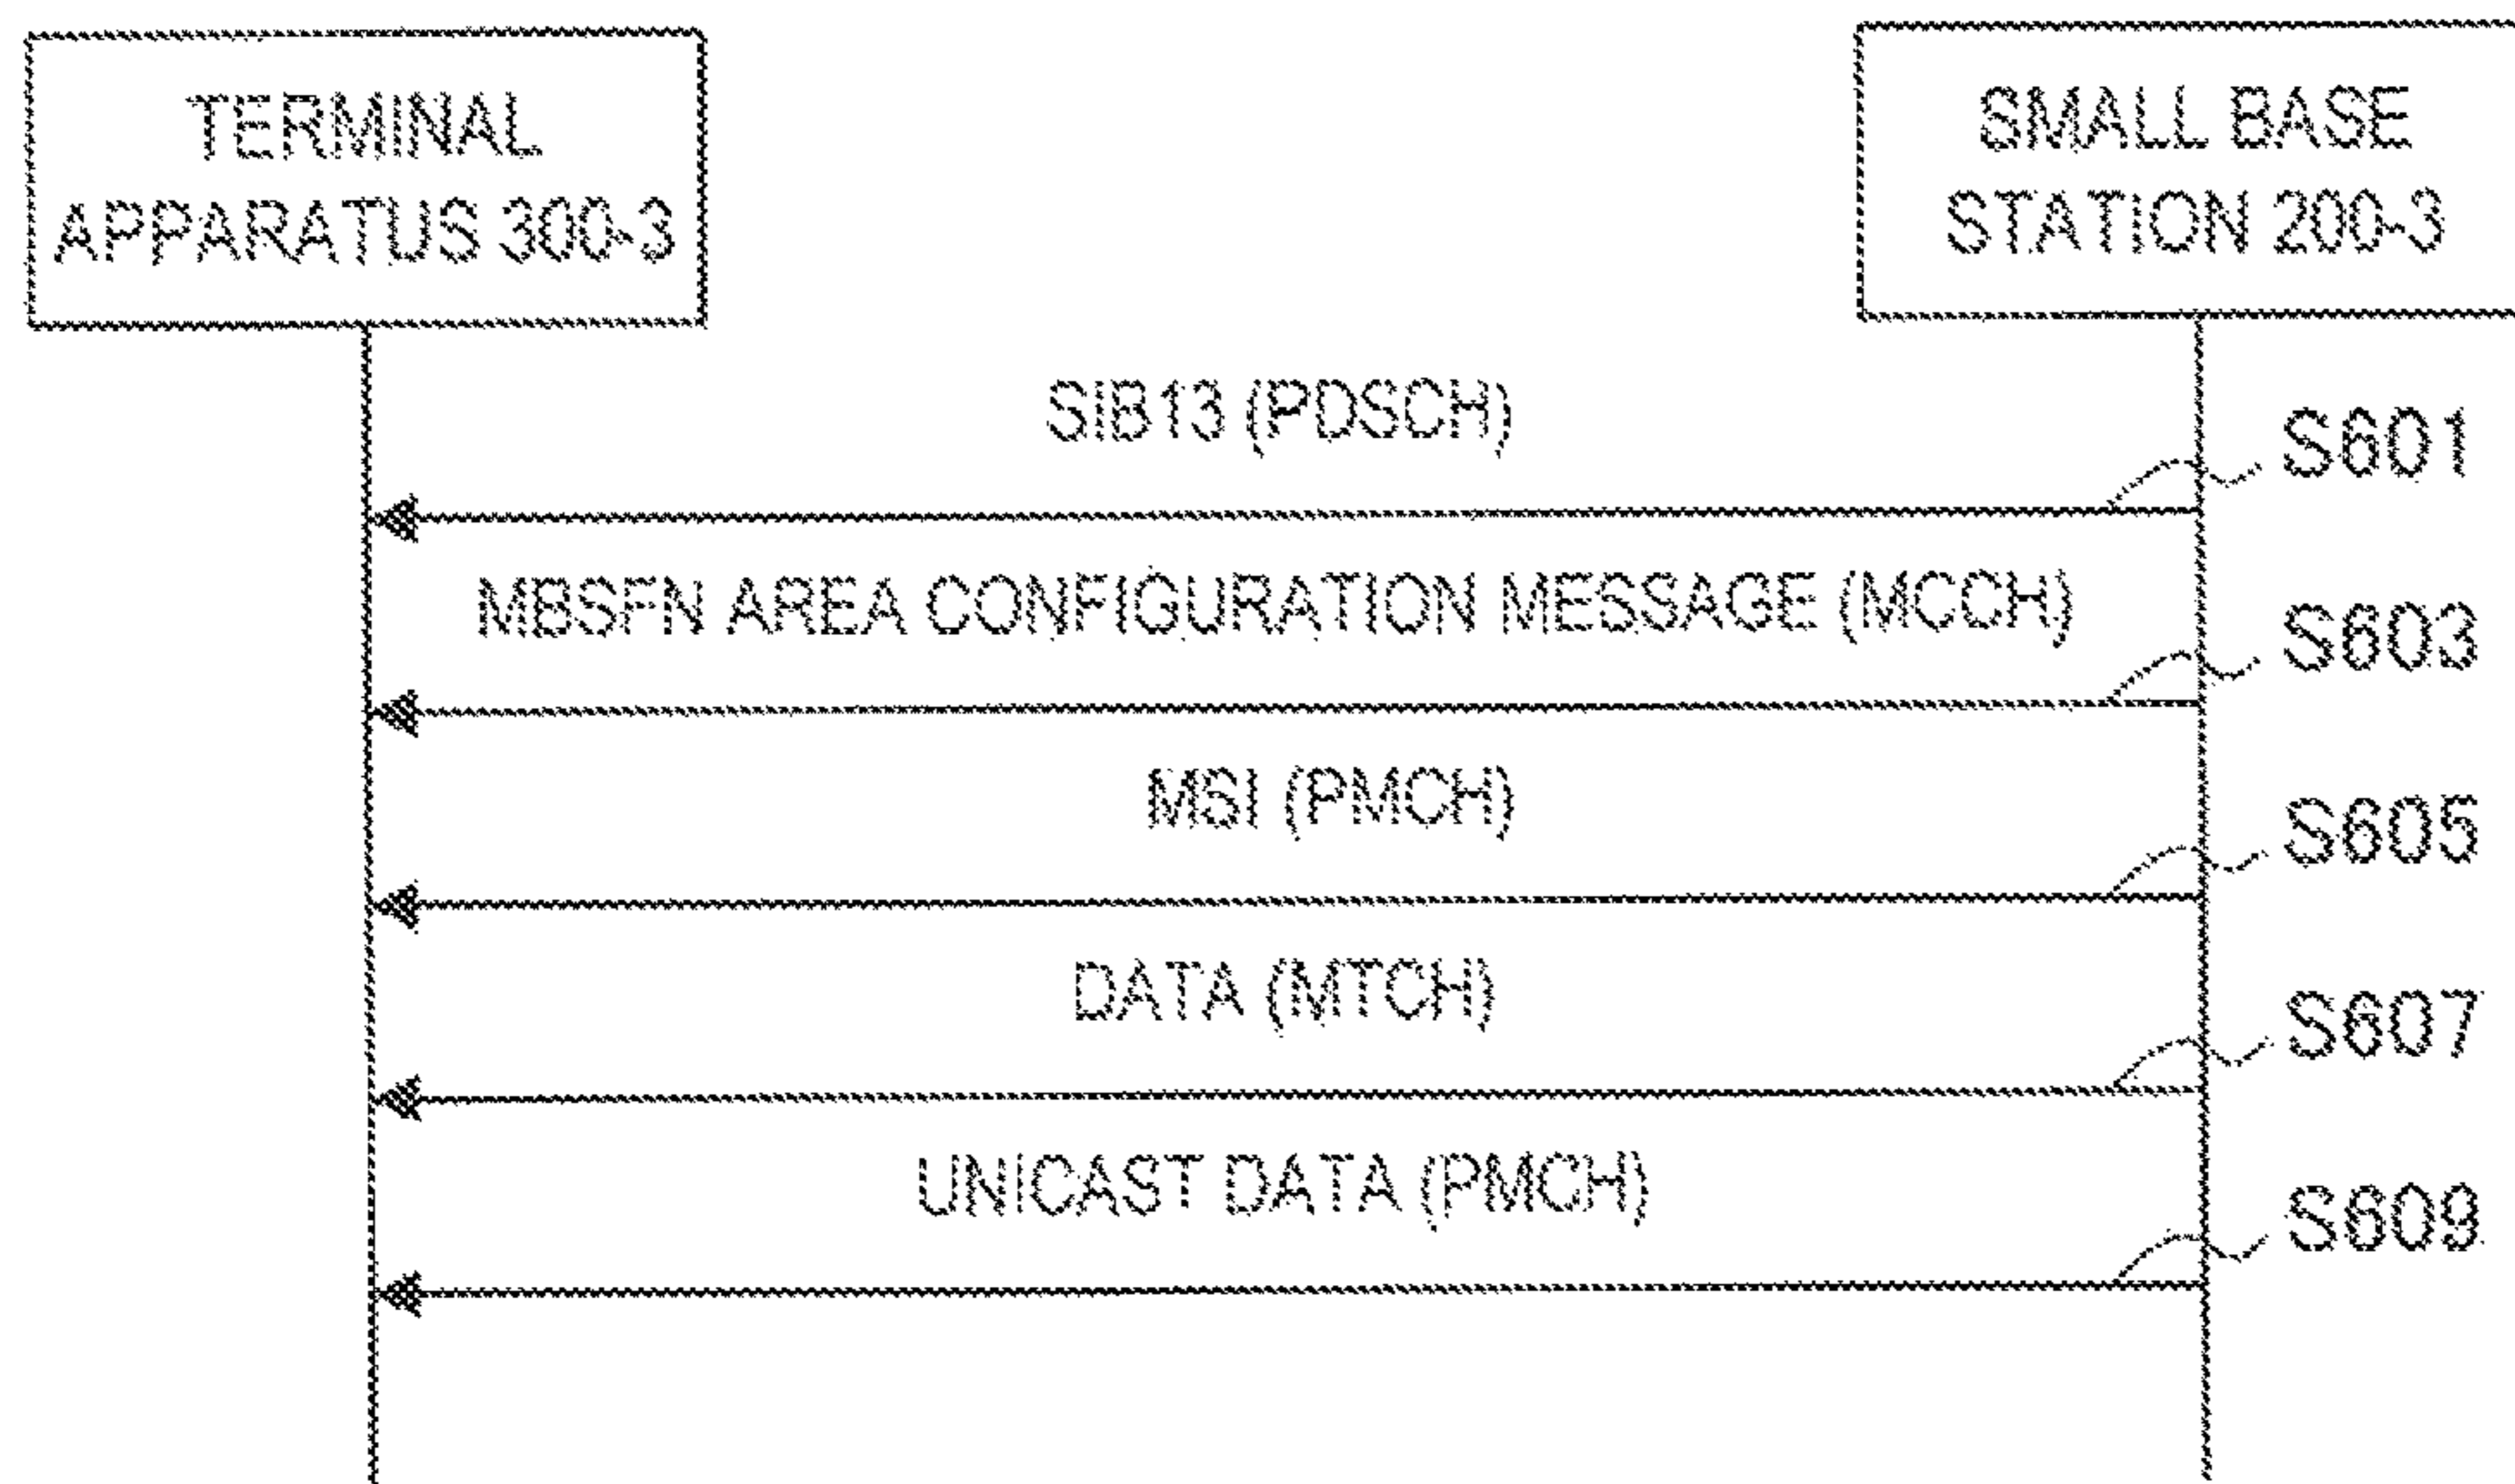 TERMINAL
APPARATUS 300-3
SMALL BASE
STATION 200-3
SIB13 (PDSCH)
S601
MBSFN AREA CONFIGURATION MESSAGE (MCCH)
S603
MSI (PMCH)
S605
DATA (MTCH)
S607
UNICAST DATA (PMCH)
S609